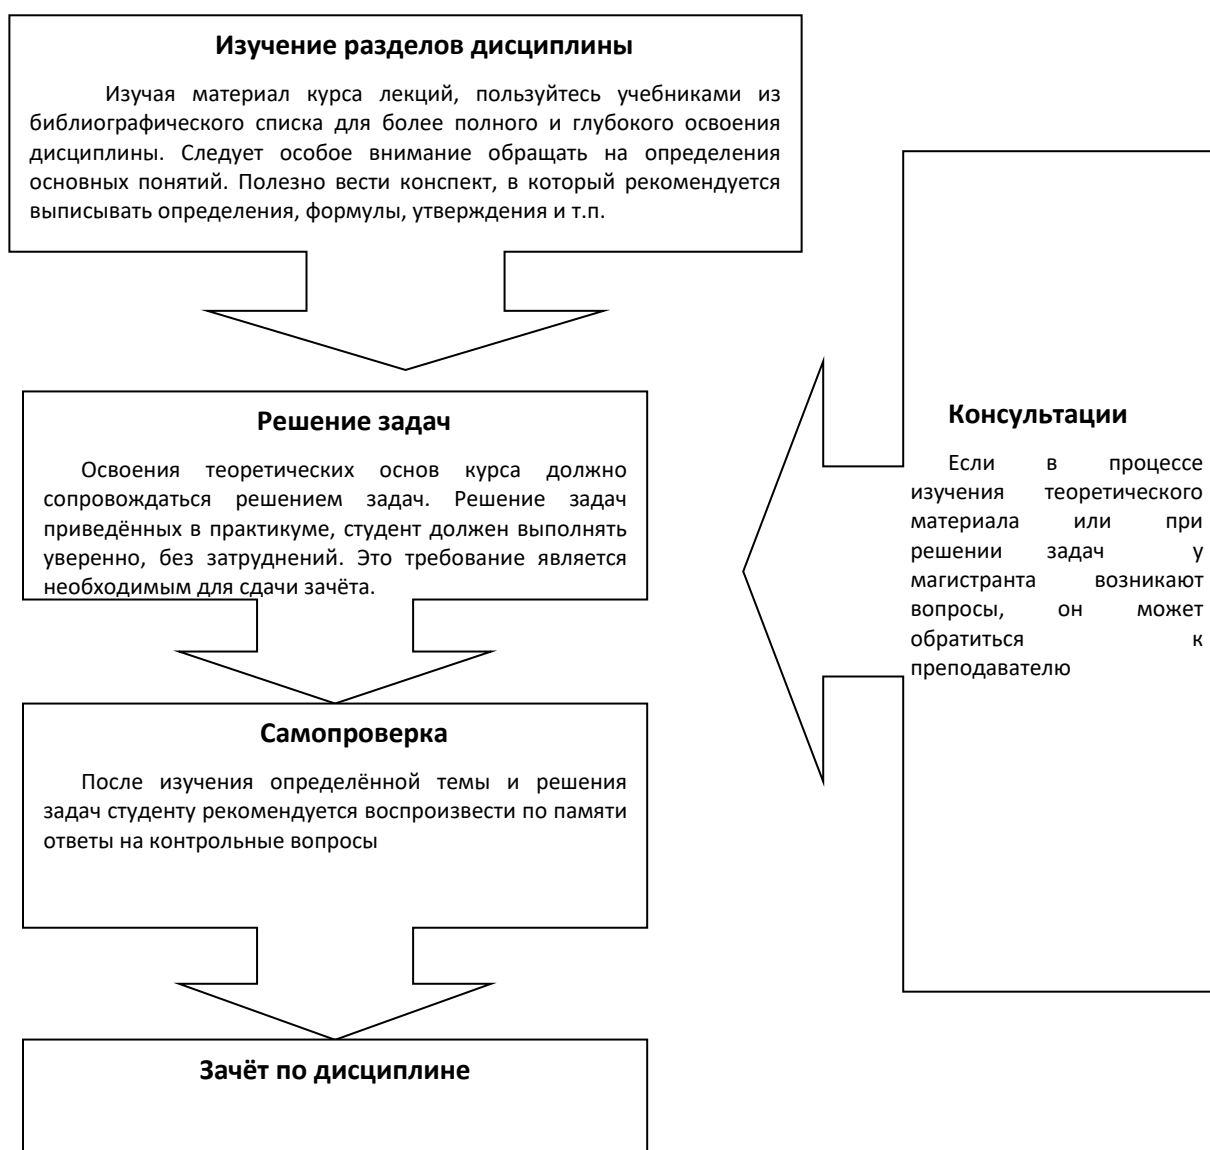 Изучение разделов дисциплины
Изучая материал курса лекций, пользуйтесь учебниками из
библиографического списка для более полного и глубокого освоения
дисциплины. Следует особое внимание обращать на определения
основных понятий. Полезно вести конспект, в который рекомендуется
выписывать определения, формулы, утверждения и т.п.
Решение задач
Освоения теоретических основ курса должно
сопровождаться решением задач. Решение задач
приведённых в практикуме, студент должен выполнять
уверенно, без затруднений. Это требование является
необходимым для сдачи зачёта.
Самопроверка
После изучения определённой темы и решения
задач студенту рекомендуется воспроизвести по памяти
ответы на контрольные вопросы
Зачёт по дисциплине
Консультации
Если в процессе
изучения теоретического
материала или при
решении задач у
магистранта возникают
вопросы, он может
обратиться к
преподавателю